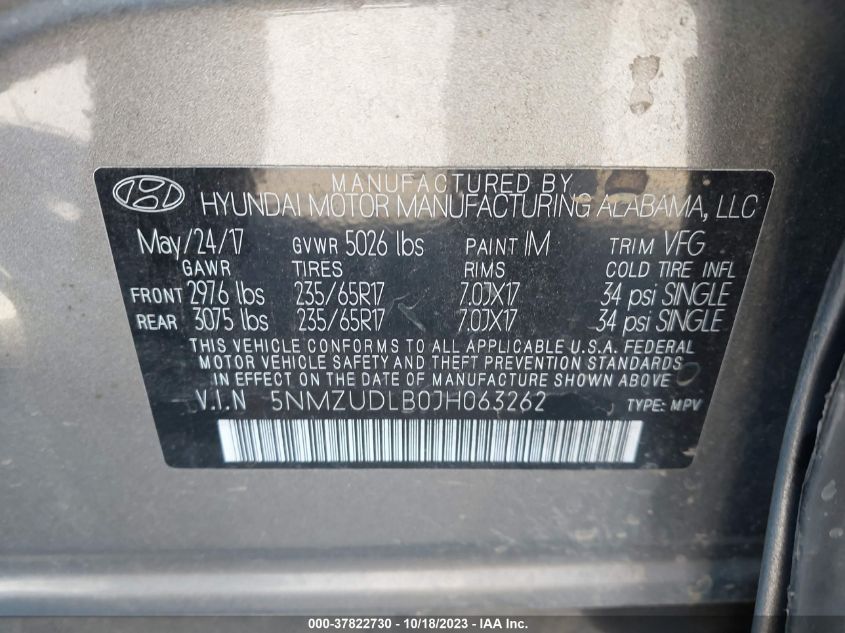 MANUFACTURED BY
HYUNDAI MOTOR MANUFACTURING ALABAMA, LLC
May/24/17 GVWR 5026 lbs PAINT IM TRIM VFG
GAWR TIRES RIMS COLD TIRE INFL
FRONT 2976 lbs 235/65R17 7.0JX17 34 psi SINGLE
REAR 3075 lbs 235/65R17 7.0JX17 34 psi SINGLE
THIS VEHICLE CONFORMS TO ALL APPLICABLE U.S.A. FEDERAL
MOTOR VEHICLE SAFETY AND THEFT PREVENTION STANDARDS
IN EFFECT ON THE DATE OF MANUFACTURE SHOWN ABOVE.
V.I.N 5NMZUDLB0JH063262 TYPE: MPV
000-37822730 - 10/18/2023 - IAA Inc.